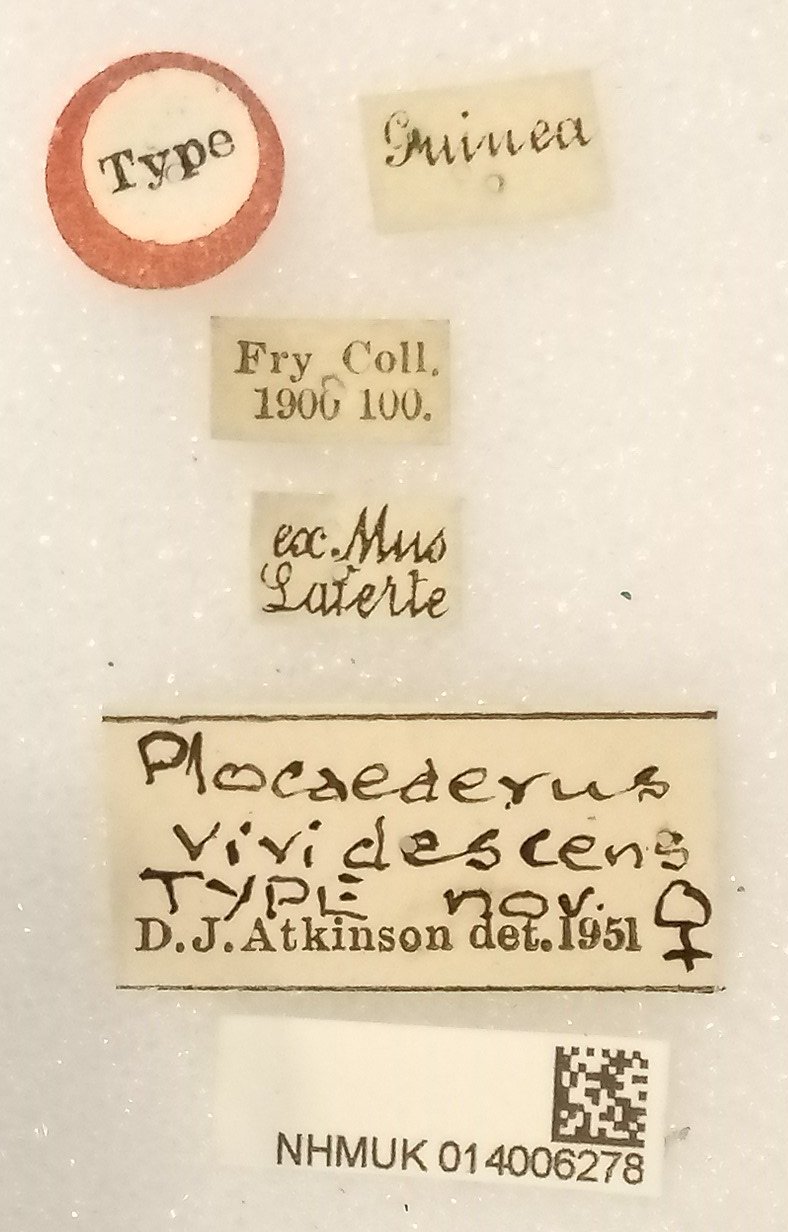 Type
Guinea
Fry Coll.
1906 100.
ex. Mus
Laferte
Plocaederus
viridescens
TYPE nov. ♀
D.J. Atkinson det. 1951
NHMUK 014006278